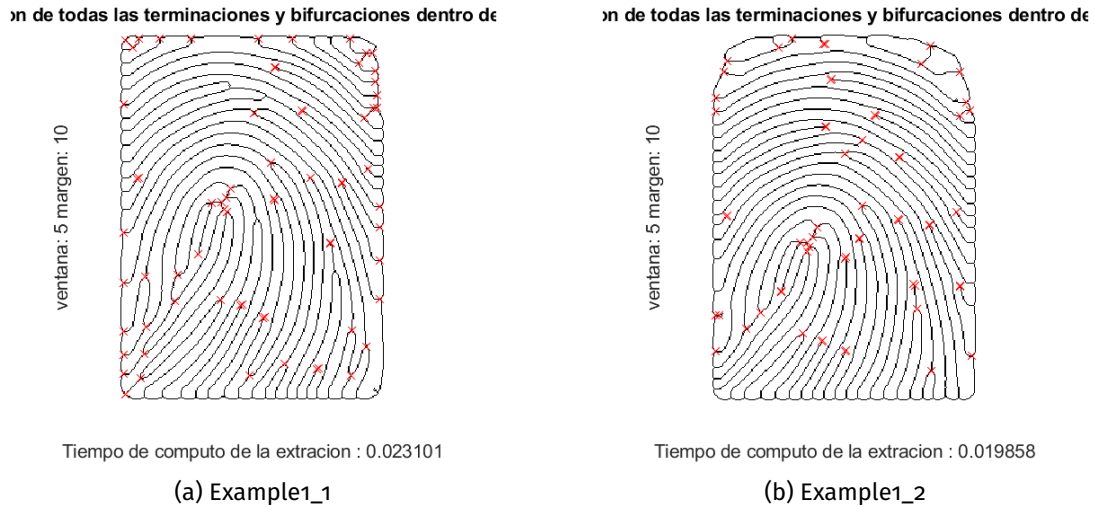 on de todas las terminaciones y bifurcaciones dentro de
on de todas las terminaciones y bifurcaciones dentro de
ventana: 5 margen: 10
ventana: 5 margen: 10
Tiempo de computo de la extracion : 0.023101
Tiempo de computo de la extracion : 0.019858
(a) Example1_1
(b) Example1_2